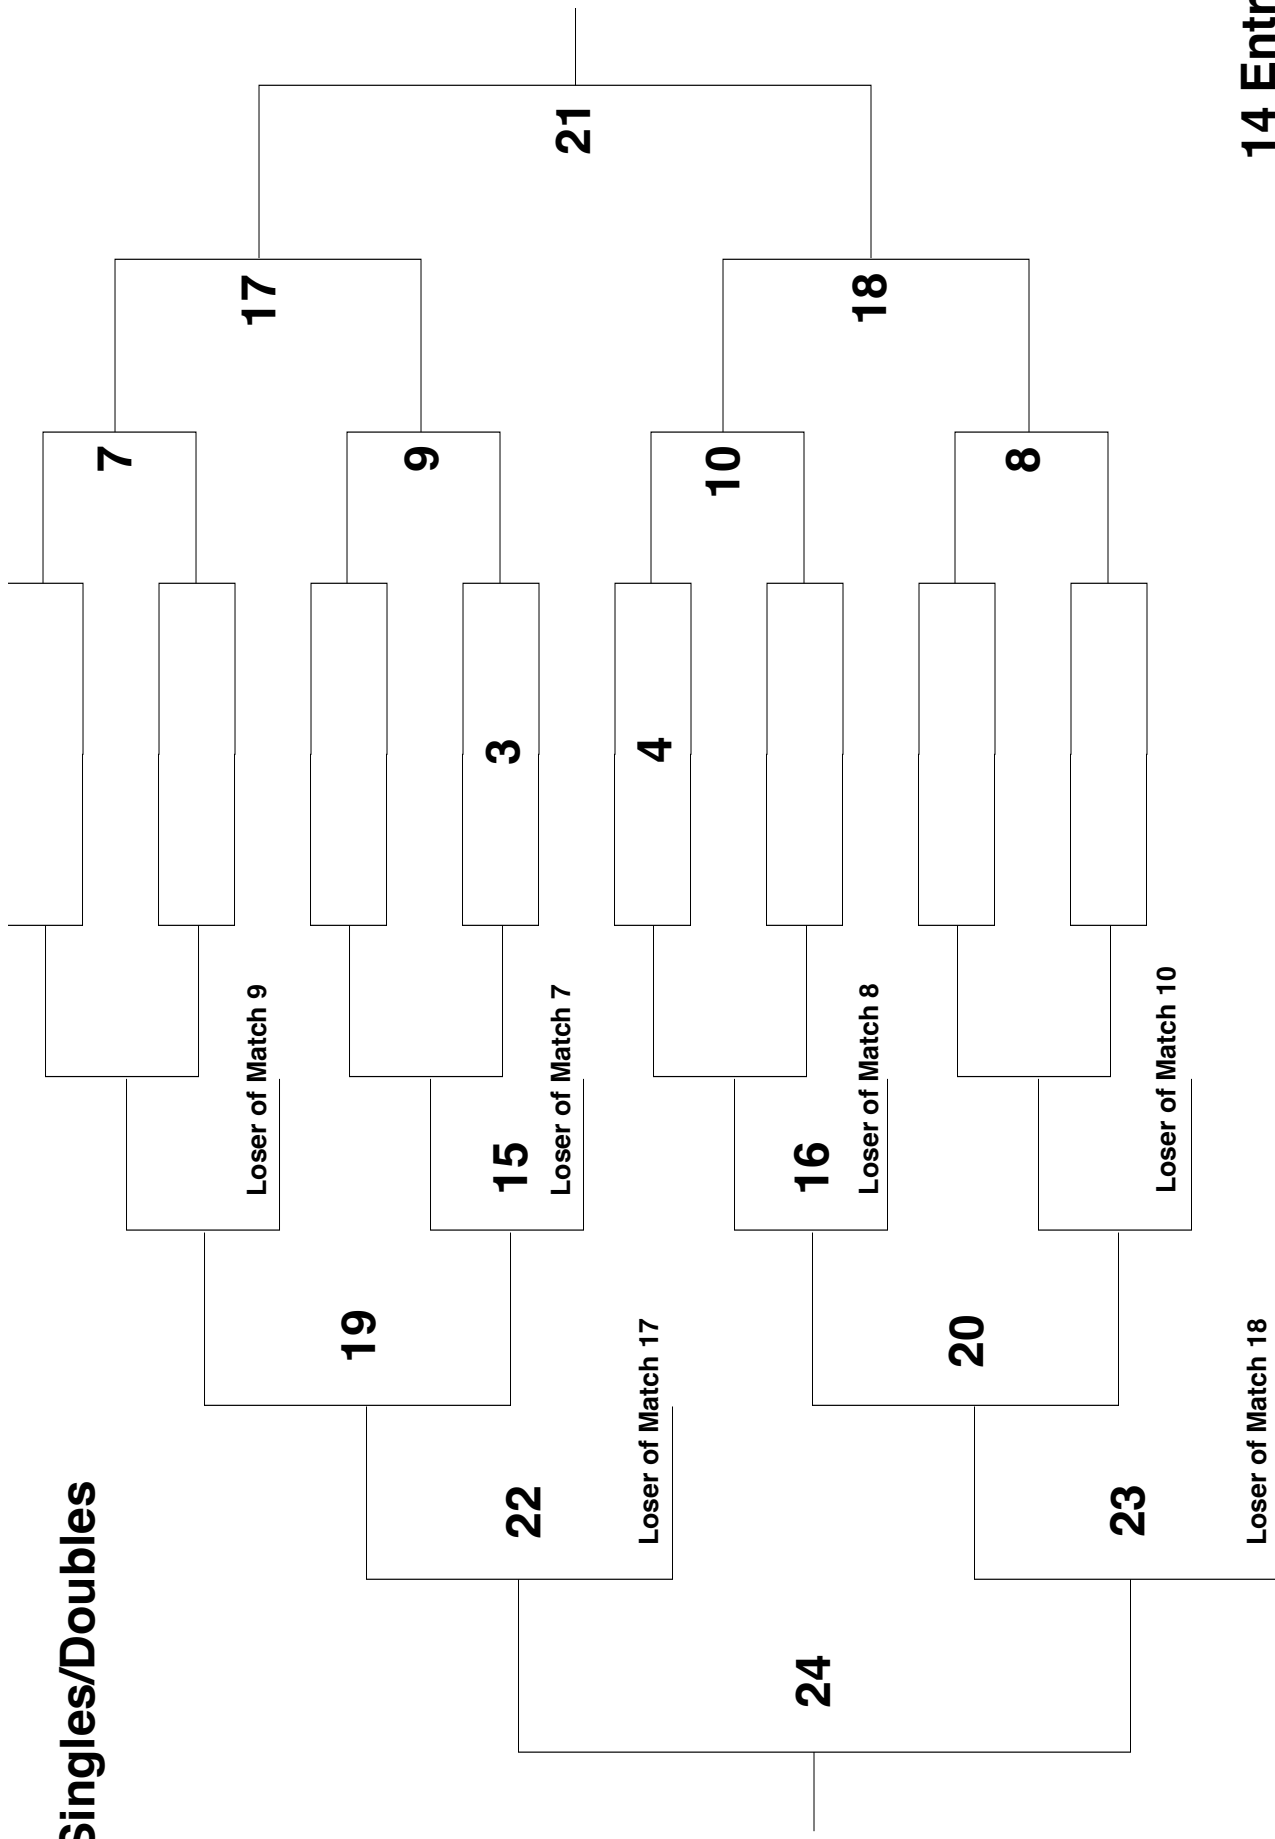 Singles/Doubles
7
Loser of Match 9
17
19
9
22
15
3
Loser of Match 7
21
Loser of Match 17
4
10
24
16
Loser of Match 8
18
20
8
23
Loser of Match 10
Loser of Match 18
14 Entr